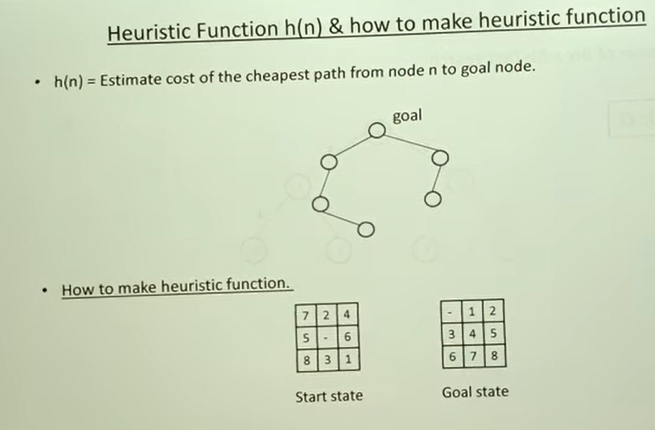 Heuristic Function h(n) & how to make heuristic function
• h(n) = Estimate cost of the cheapest path from node n to goal node.
goal
• How to make heuristic function.
7 2 4
5 - 6
8 3 1
Start state
- 1 2
3 4 5
6 7 8
Goal state